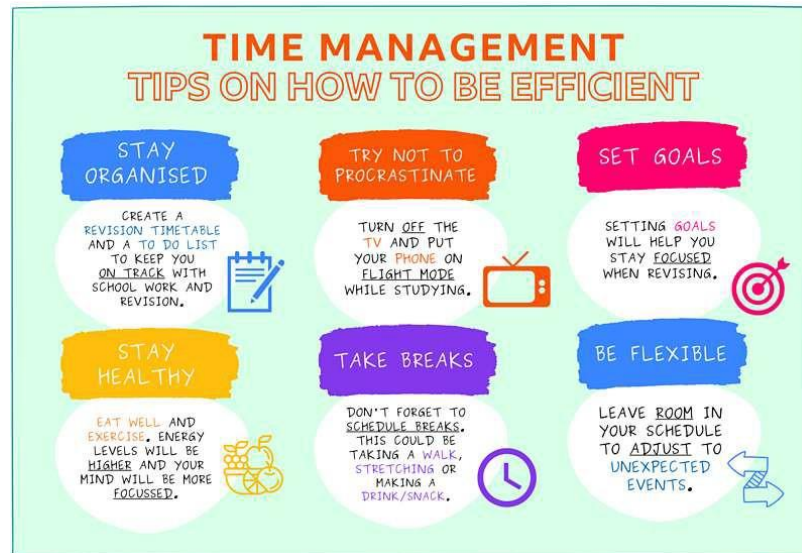 TIME MANAGEMENT
TIPS ON HOW TO BE EFFICIENT
STAY
ORGANISED
CREATE A
REVISION TIMETABLE
AND A TO DO LIST
TO KEEP YOU
ON TRACK WITH
SCHOOL WORK AND
REVISION.
TRY NOT TO
PROCRASTINATE
TURN OFF THE
TV AND PUT
YOUR PHONE ON
FLIGHT MODE
WHILE STUDYING.
SET GOALS
SETTING GOALS
WILL HELP YOU
STAY FOCUSED
WHEN REVISING.
STAY
HEALTHY
EAT WELL AND
EXERCISE. ENERGY
LEVELS WILL BE
HIGHER AND YOUR
MIND WILL BE MORE
FOCUSSED.
TAKE BREAKS
DON'T FORGET TO
SCHEDULE BREAKS.
THIS COULD BE
TAKING A WALK,
STRETCHING OR
MAKING A
DRINK/SNACK.
BE FLEXIBLE
LEAVE ROOM IN
YOUR SCHEDULE
TO ADJUST TO
UNEXPECTED
EVENTS.